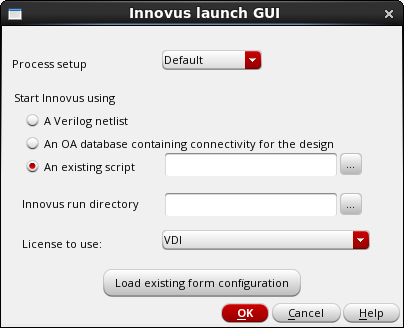 Innovus launch GUI
Process setup
Default
Start Innovus using
A Verilog netlist
An OA database containing connectivity for the design
An existing script
...
Innovus run directory
...
License to use:
VDI
Load existing form configuration
OK
Cancel
Help